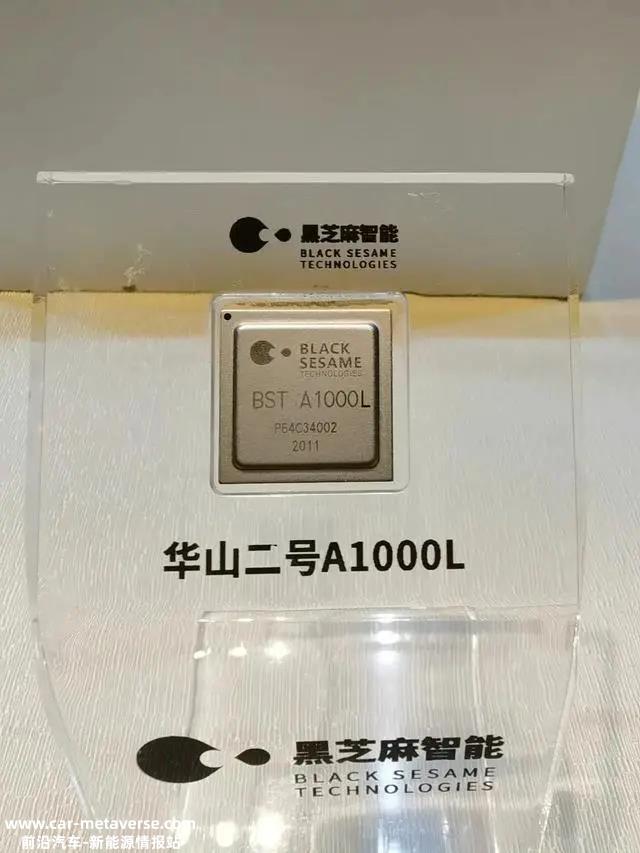 黑芝麻智能
BLACK SESAME
TECHNOLOGIES
BLACK
SESAME
TECHNOLOGIES
BST A1000L
P64C34002
2011
华山二号A1000L
黑芝麻智能
BLACK SESAME
TECHNOLOGIES
www.car-metaverse.com
前沿汽车-新能源情报站